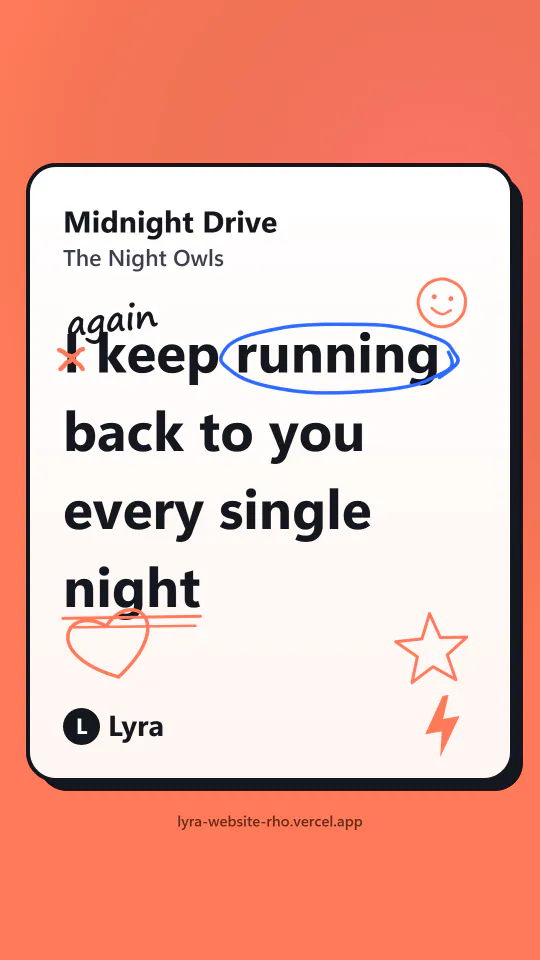 Midnight Drive
The Night Owls
again
I keep running
back to you
every single
night
L Lyra
lyra-website-rho.vercel.app